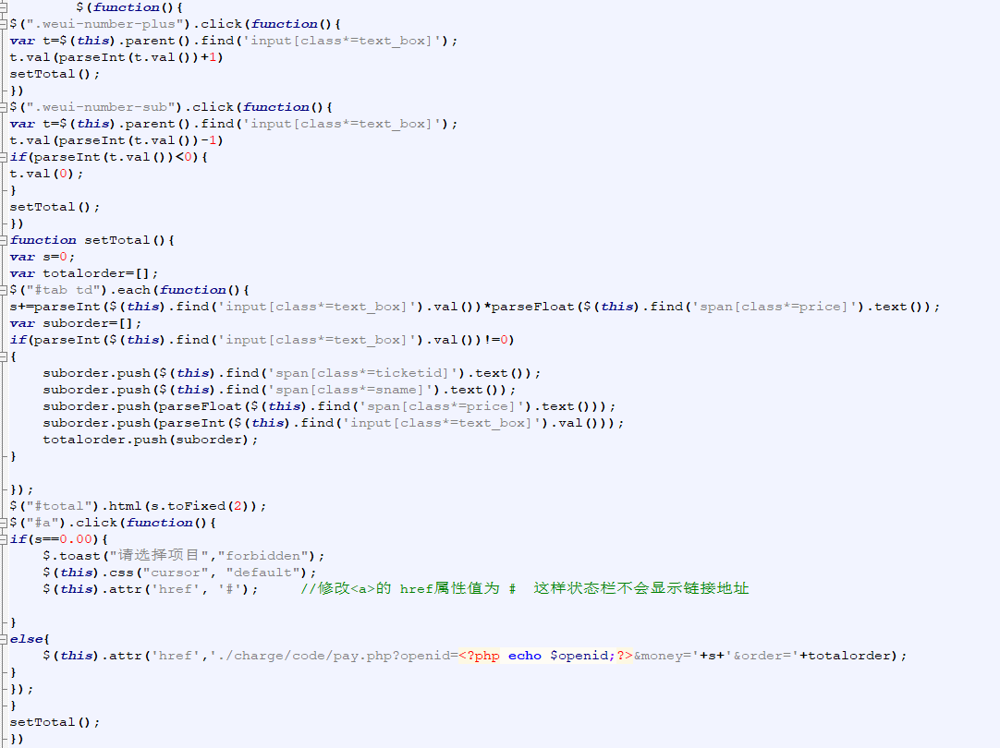 $(function(){
$(".weui-number-plus").click(function(){
var t=$(this).parent().find('input[class*=text_box]');
t.val(parseInt(t.val())+1)
setTotal();
})
$(".weui-number-sub").click(function(){
var t=$(this).parent().find('input[class*=text_box]');
t.val(parseInt(t.val())-1)
if(parseInt(t.val())<0){
t.val(0);
}
setTotal();
})
function setTotal(){
var s=0;
var totalorder=[];
$("#tab td").each(function(){
s+=parseInt($(this).find('input[class*=text_box]').val())*parseFloat($(this).find('span[class*=price]').text());
var suborder=[];
if(parseInt($(this).find('input[class*=text_box]').val())!=0)
{
suborder.push($(this).find('span[class*=ticketid]').text());
suborder.push($(this).find('span[class*=sname]').text());
suborder.push(parseFloat($(this).find('span[class*=price]').text()));
suborder.push(parseInt($(this).find('input[class*=text_box]').val()));
totalorder.push(suborder);
}
});
$("#total").html(s.toFixed(2));
$("#a").click(function(){
if(s==0.00){
$.toast("请选择项目","forbidden");
$(this).css("cursor", "default");
$(this).attr('href', '#');     //修改<a>的 href属性值为 #  这样状态栏不会显示链接地址
}
else{
$(this).attr('href','./charge/code/pay.php?openid=<?php echo $openid;?>&money='+s+'&order='+totalorder);
}
});
}
setTotal();
})